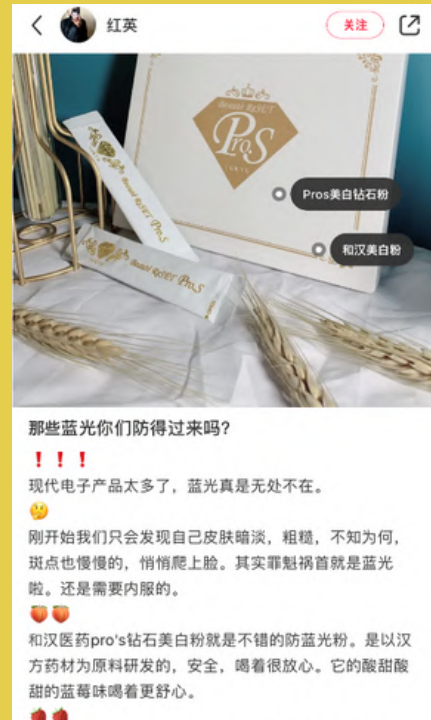 红英
关注
Beauté ReSUT
Pro.S
Pros美白钻石粉
和汉美白粉
Beauté ReSUT Pro.S
Beauté ReSUT Pro.S
那些蓝光你们防得过来吗？
❗❗❗
现代电子产品太多了，蓝光真是无处不在。
🤔
刚开始我们只会发现自己皮肤暗淡，粗糙，不知为何，
斑点也慢慢的，悄悄爬上脸。其实罪魁祸首就是蓝光
啦。还是需要内服的。
🍑🍑
和汉医药pro's钻石美白粉就是不错的防蓝光粉。是以汉
方药材为原料研发的，安全，喝着很放心。它的酸甜酸
甜的蓝莓味喝着更舒心。